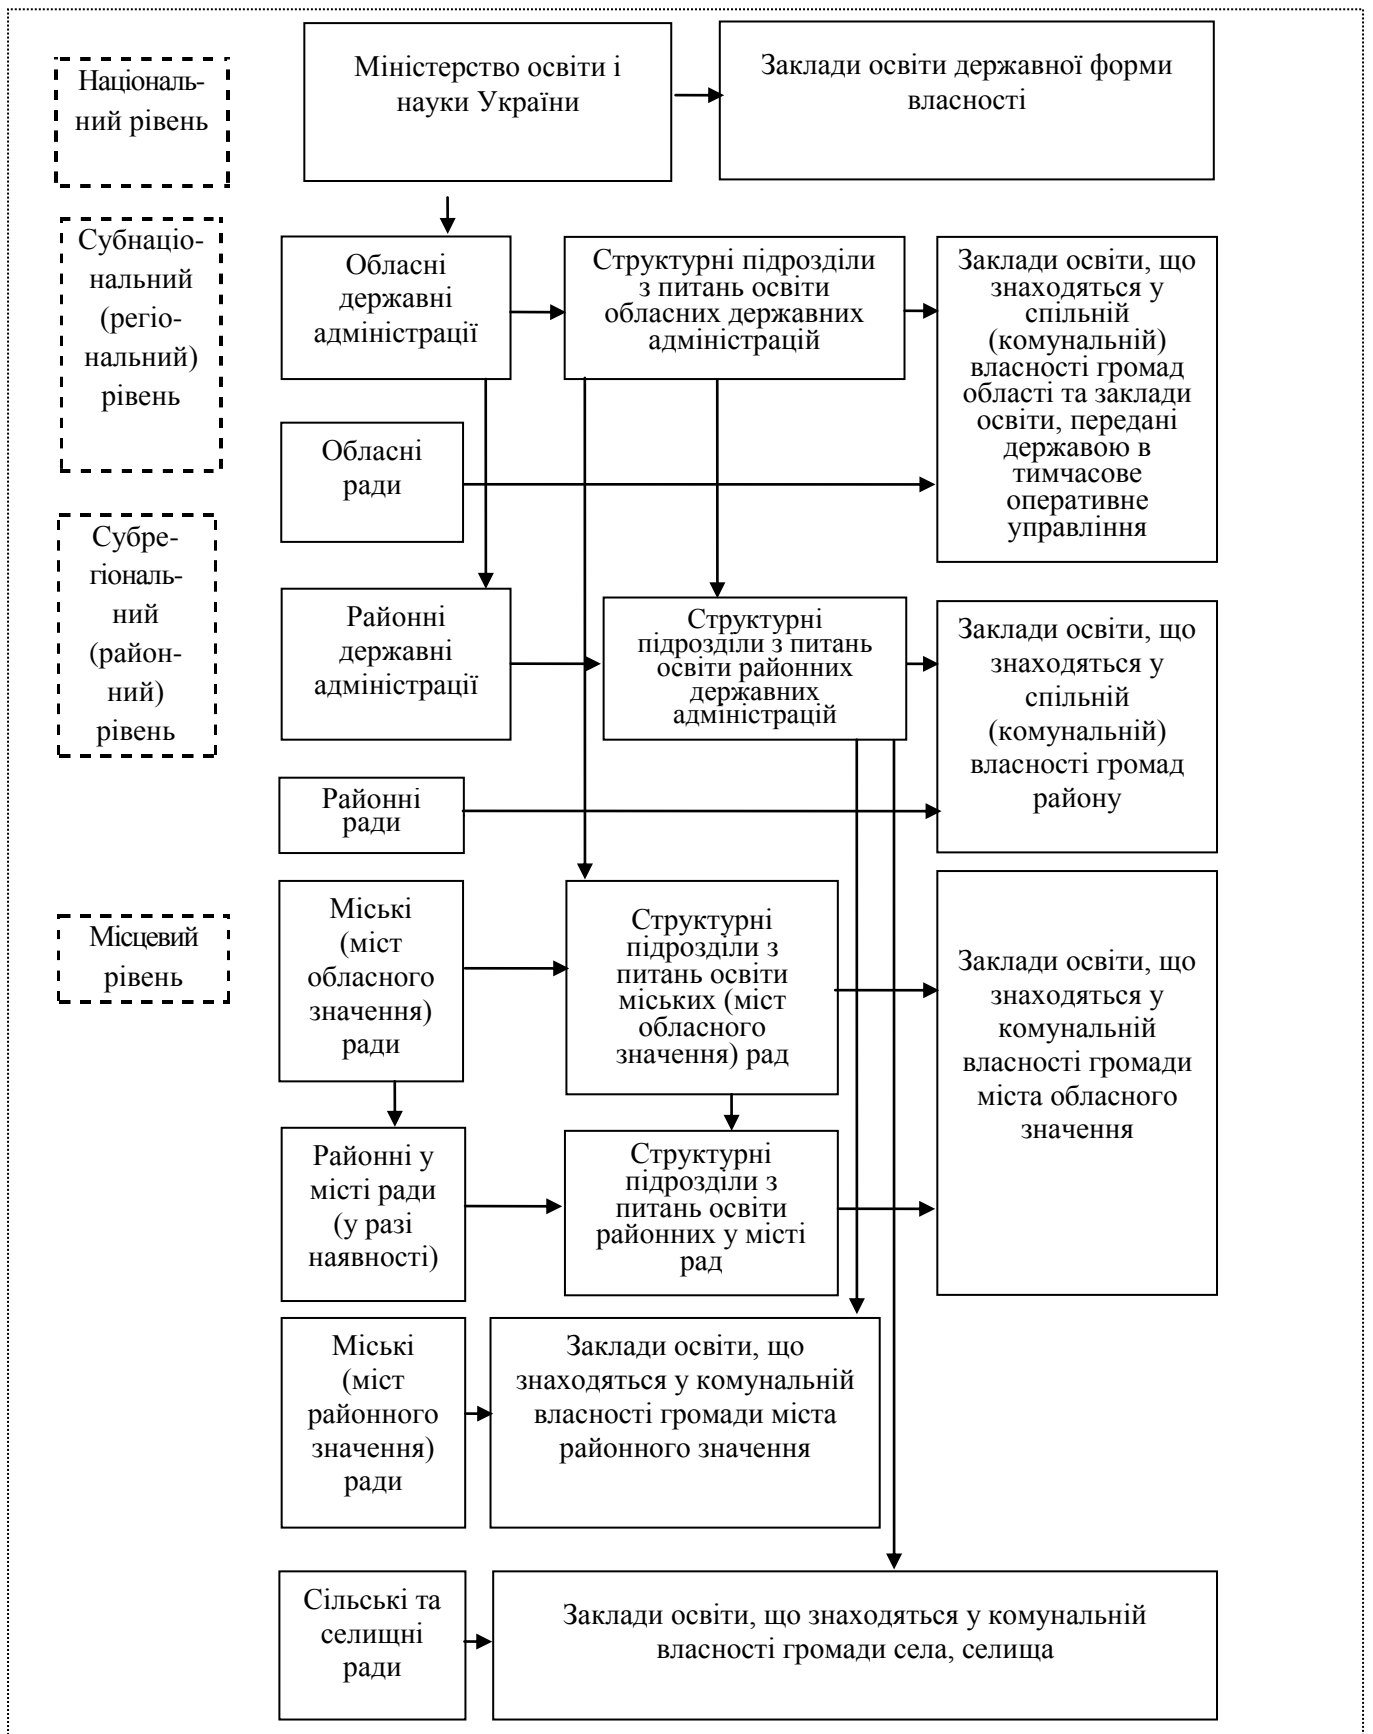 Національ-
ний рівень
Міністерство освіти і
науки України
Заклади освіти державної форми
власності
Субнаціо-
нальний
(регіо-
нальний)
рівень
Обласні
державні
адміністрації
Структурні підрозділи
з питань освіти
обласних державних
адміністрацій
Заклади освіти, що
знаходяться у
спільній
(комунальній)
власності громад
області та заклади
освіти, передані
державою в
тимчасове
оперативне
управління
Обласні
ради
Субре-
гіональ-
ний
(район-
ний)
рівень
Районні
державні
адміністрації
Структурні
підрозділи з питань
освіти районних
державних
адміністрацій
Заклади освіти, що
знаходяться у
спільній
(комунальній)
власності громад
району
Районні
ради
Місцевий
рівень
Міські
(міст
обласного
значення)
ради
Структурні
підрозділи з
питань освіти
міських (міст
обласного
значення) рад
Заклади освіти, що
знаходяться у
комунальній
власності громади
міста обласного
значення
Районні у
місті ради
(у разі
наявності)
Структурні
підрозділи з
питань освіти
районних у місті
рад
Міські
(міст
районного
значення)
ради
Заклади освіти, що
знаходяться у комунальній
власності громади міста
районного значення
Сільські та
селищні
ради
Заклади освіти, що знаходяться у комунальній
власності громади села, селища